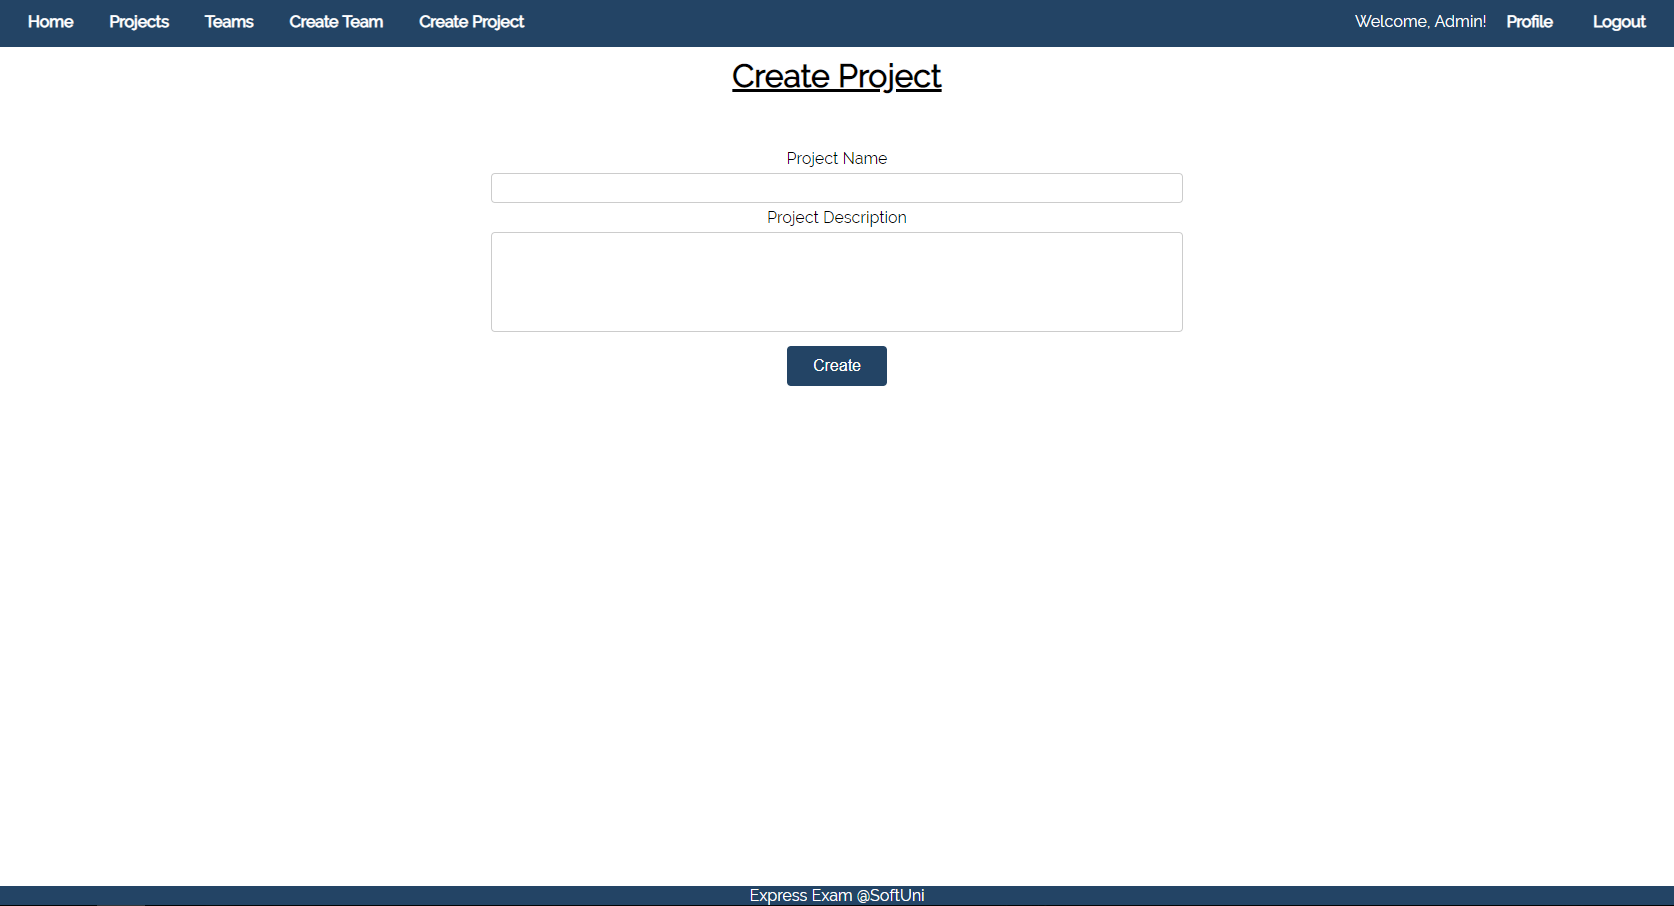 Home Projects Teams Create Team Create Project Welcome, Admin! Profile Logout
Create Project
Project Name
Project Description
Create
Express Exam @SoftUni